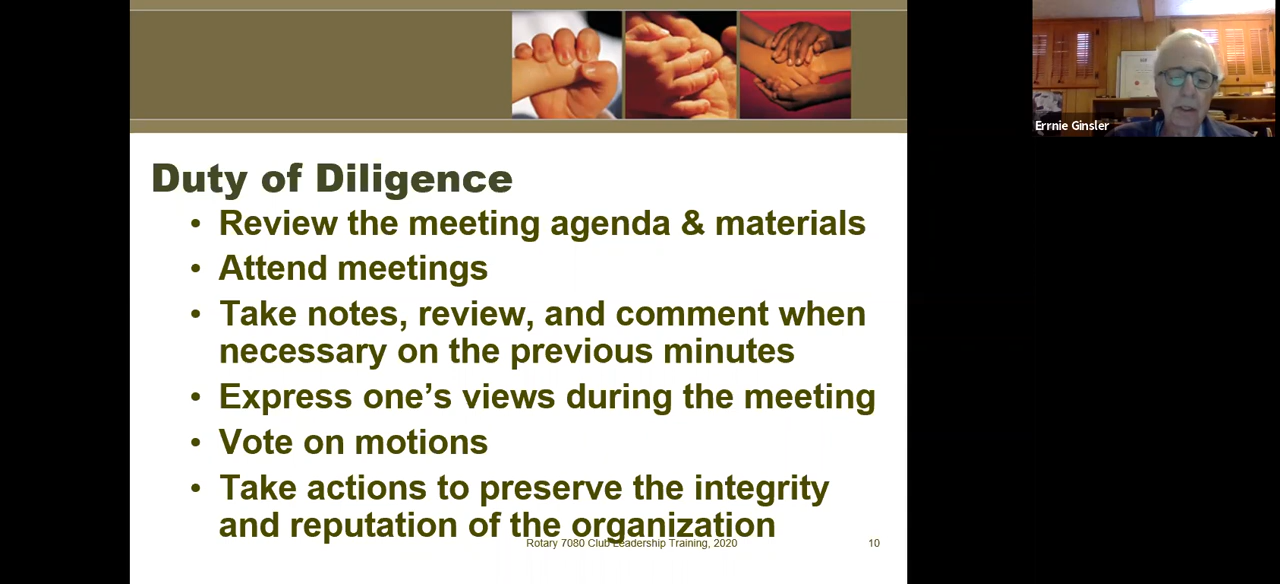 Errnie Ginsler
Duty of Diligence
• Review the meeting agenda & materials
• Attend meetings
• Take notes, review, and comment when
necessary on the previous minutes
• Express one’s views during the meeting
• Vote on motions
• Take actions to preserve the integrity
and reputation of the organization
Rotary 7080 Club Leadership Training, 2020 10